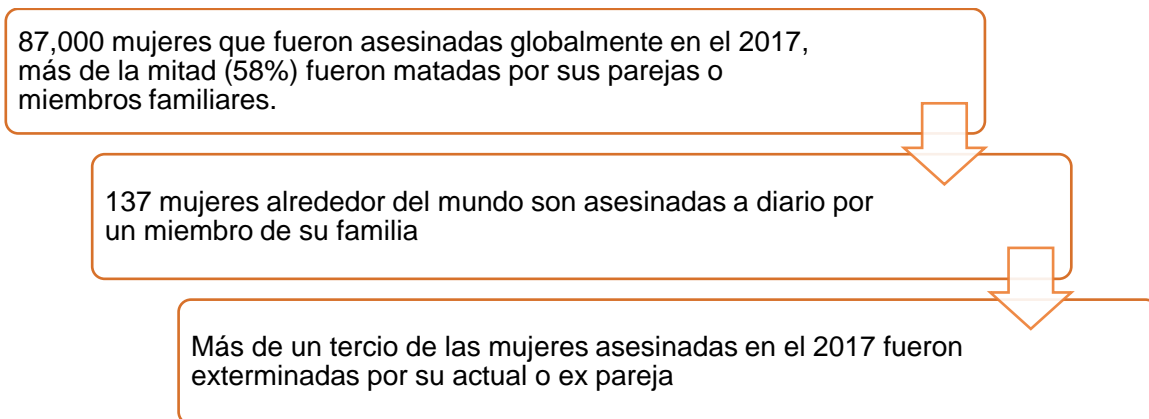 87,000 mujeres que fueron asesinadas globalmente en el 2017,
más de la mitad (58%) fueron matadas por sus parejas o
miembros familiares.
137 mujeres alrededor del mundo son asesinadas a diario por
un miembro de su familia
Más de un tercio de las mujeres asesinadas en el 2017 fueron
exterminadas por su actual o ex pareja